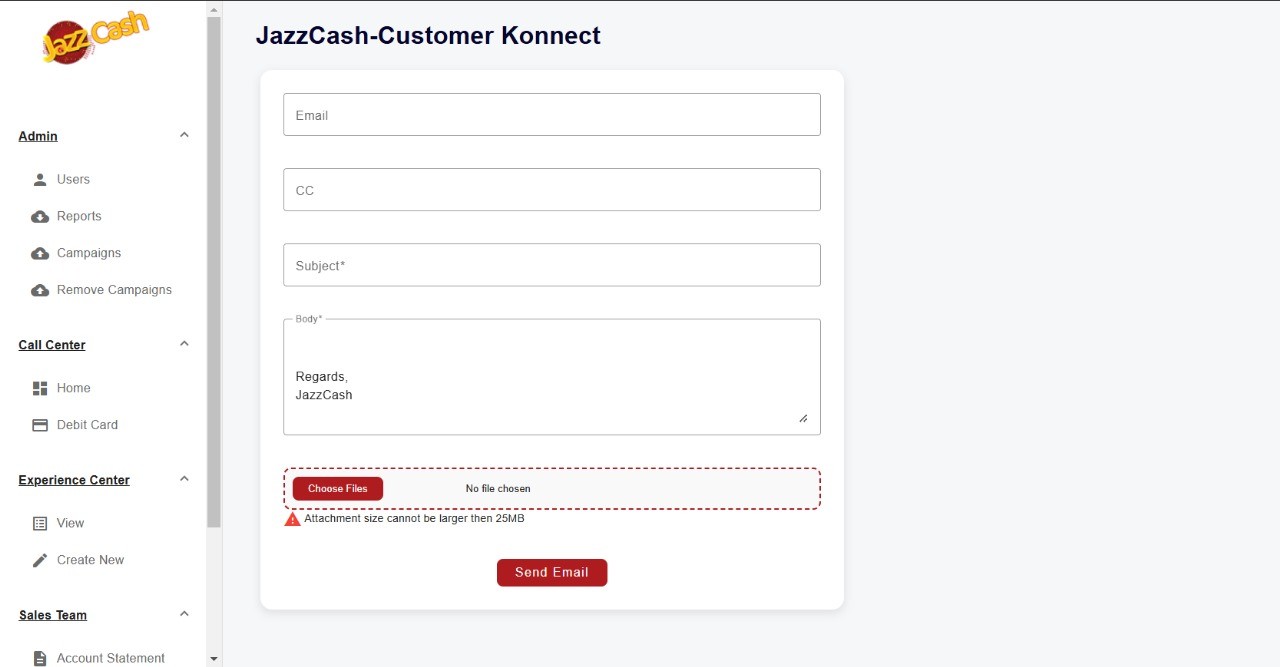 JazzCash
Admin
Users
Reports
Campaigns
Remove Campaigns
Call Center
Home
Debit Card
Experience Center
View
Create New
Sales Team
Account Statement
JazzCash-Customer Konnect
Email
CC
Subject*
Body*
Regards,
JazzCash
Choose Files No file chosen
Attachment size cannot be larger then 25MB
Send Email